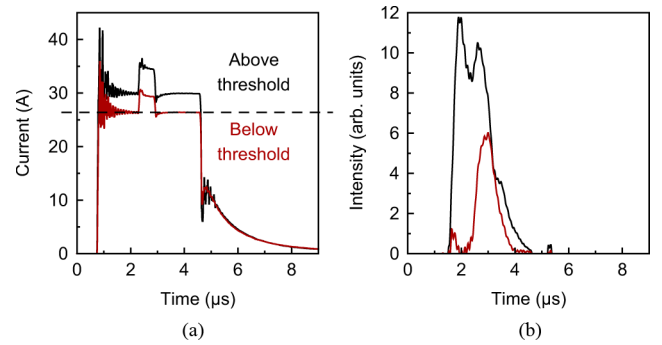 40
30
20
10
0
Current (A)
Above
threshold
Below
threshold
0 2 4 6 8
Time (μs)
(a)
12
10
8
6
4
2
0
Intensity (arb. units)
0 2 4 6 8
Time (μs)
(b)